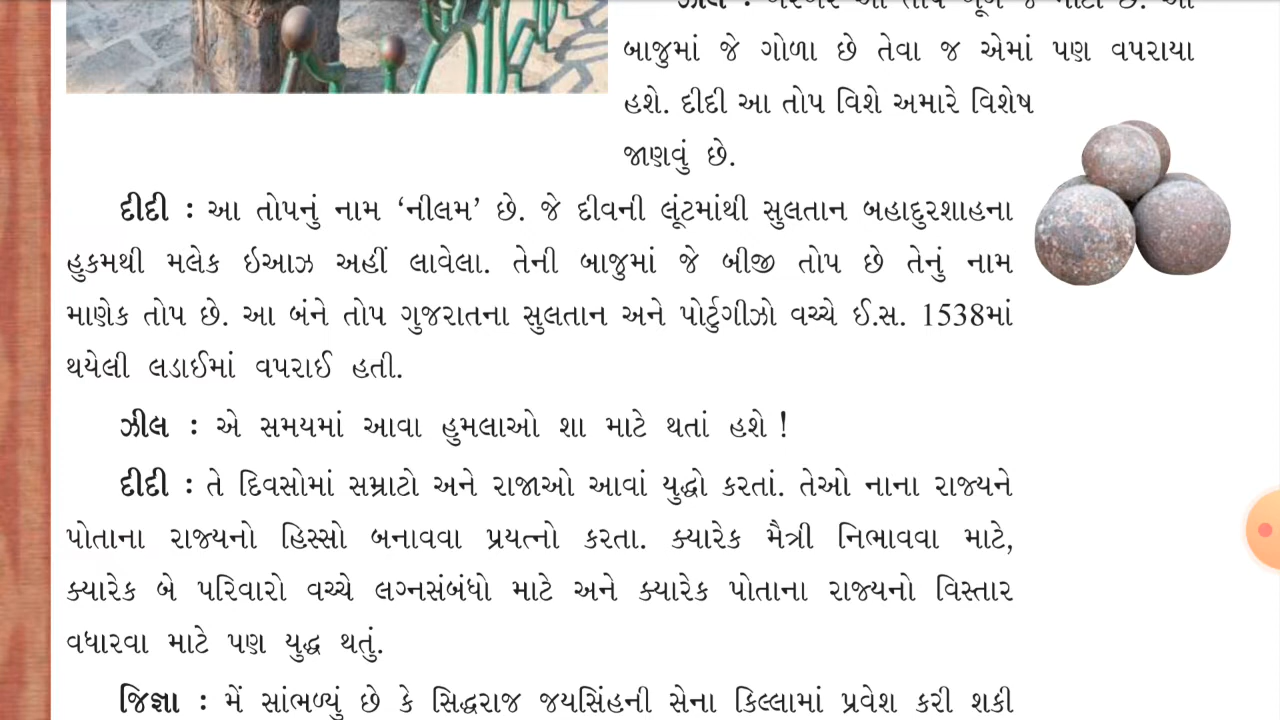 બાજુમાં જે ગોળા છે તેવા જ એમાં પણ વપરાયા
હશે. દીદી આ તોપ વિશે અમારે વિશેષ
જાણવું છે.
દીદી : આ તોપનું નામ ‘નીલમ’ છે. જે દીવની લૂંટમાંથી સુલતાન બહાદુરશાહના
હુકમથી મલેક ઇઆઝ અહીં લાવેલા. તેની બાજુમાં જે બીજી તોપ છે તેનું નામ
માણેક તોપ છે. આ બંને તોપ ગુજરાતના સુલતાન અને પોર્ટુગીઝો વચ્ચે ઈ.સ. 1538માં
થયેલી લડાઈમાં વપરાઈ હતી.
ઝીલ : એ સમયમાં આવા હુમલાઓ શા માટે થતાં હશે !
દીદી : તે દિવસોમાં સમ્રાટો અને રાજાઓ આવાં યુદ્ધો કરતાં. તેઓ નાના રાજ્યને
પોતાના રાજ્યનો હિસ્સો બનાવવા પ્રયત્નો કરતા. ક્યારેક મૈત્રી નિભાવવા માટે,
ક્યારેક બે પરિવારો વચ્ચે લગ્નસંબંધો માટે અને ક્યારેક પોતાના રાજ્યનો વિસ્તાર
વધારવા માટે પણ યુદ્ધ થતું.
જિજ્ઞા : મેં સાંભળ્યું છે કે સિદ્ધરાજ જયસિંહની સેના કિલ્લામાં પ્રવેશ કરી શકી